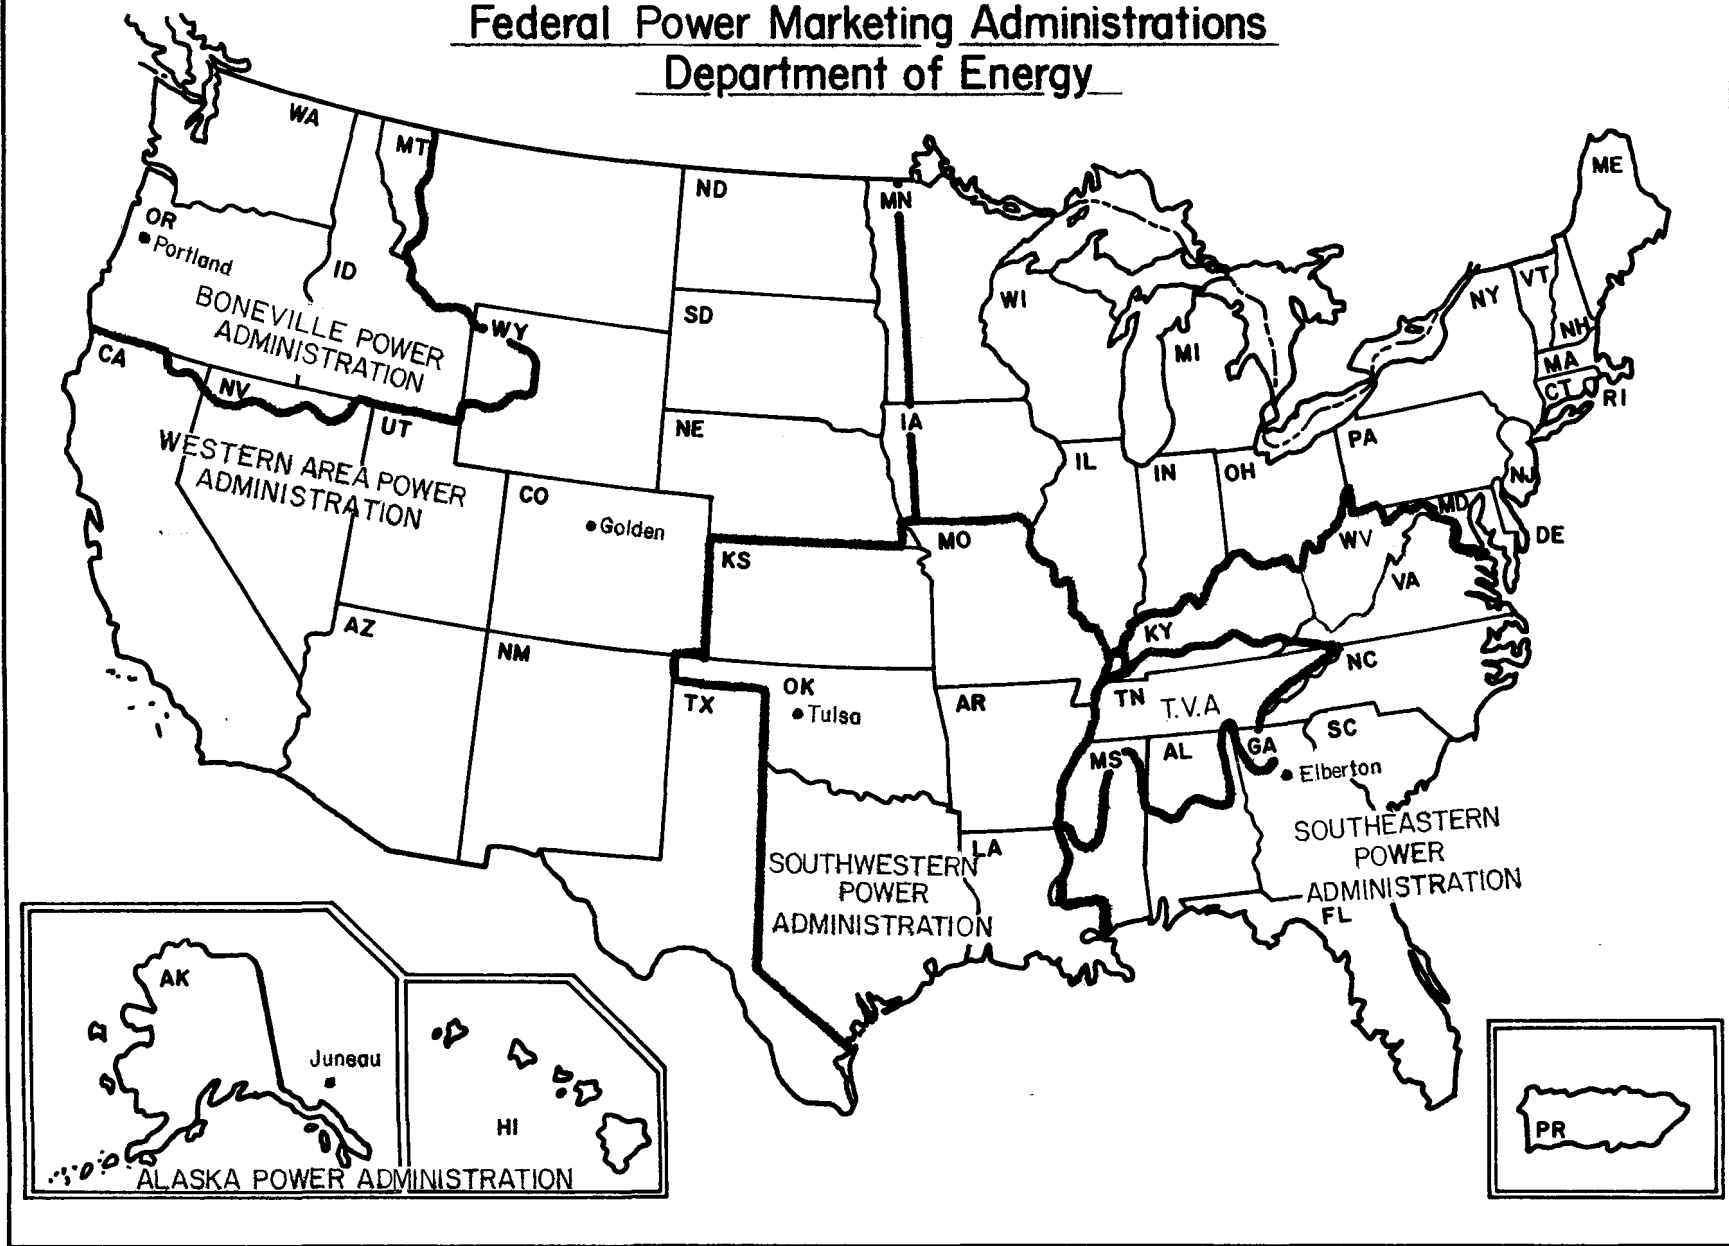 Federal Power Marketing Administrations
Department of Energy
WA
MT
ND
MN
ME
OR
Portland
ID
BONEVILLE POWER
ADMINISTRATION
WY
SD
WI
MI
NY
VT
NH
MA
CT
RI
CA
NV
UT
NE
IA
IL
IN
OH
PA
NJ
MD
DE
WESTERN AREA POWER
ADMINISTRATION
CO
Golden
KS
MO
WV
VA
KY
AZ
NM
TX
OK
Tulsa
AR
TN
T.V.A
NC
SC
MS
AL
GA
Elberton
LA
SOUTHWESTERN
POWER
ADMINISTRATION
SOUTHEASTERN
POWER
ADMINISTRATION
FL
AK
Juneau
HI
ALASKA POWER ADMINISTRATION
PR